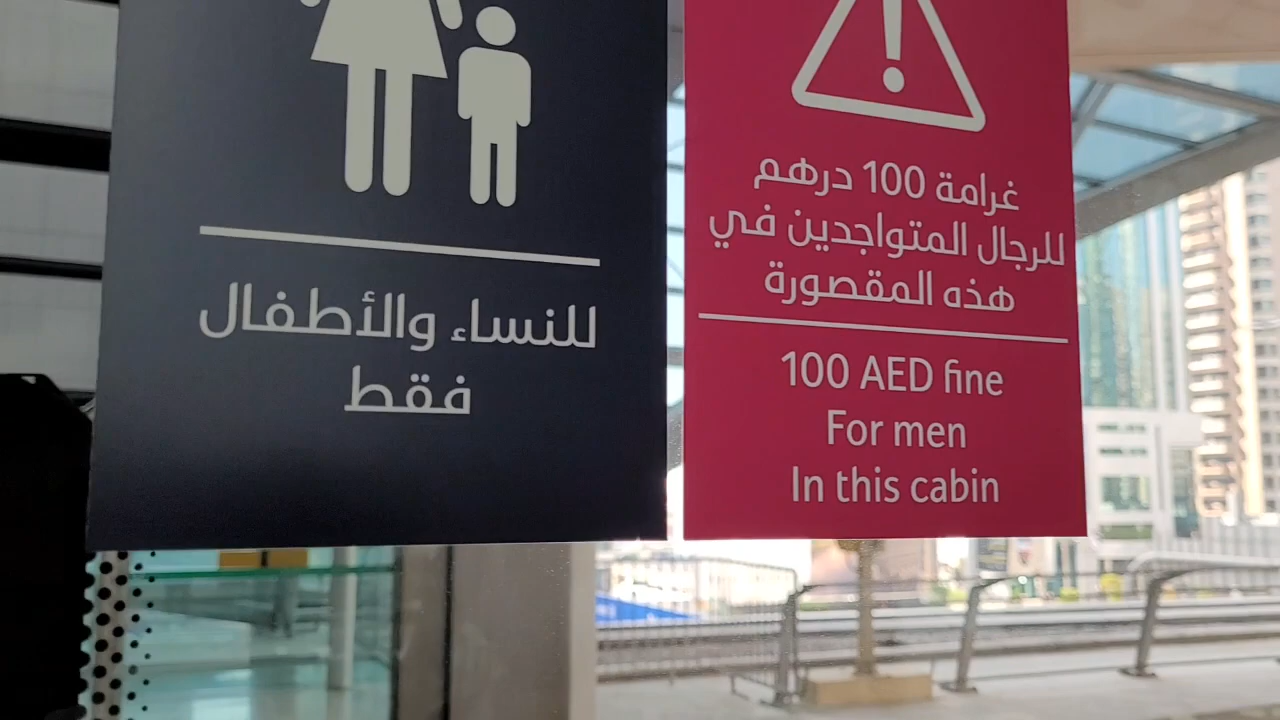 للنساء والأطفال
فقط
غرامة 100 درهم
للرجال المتواجدين في
هذه المقصورة
100 AED fine
For men
In this cabin